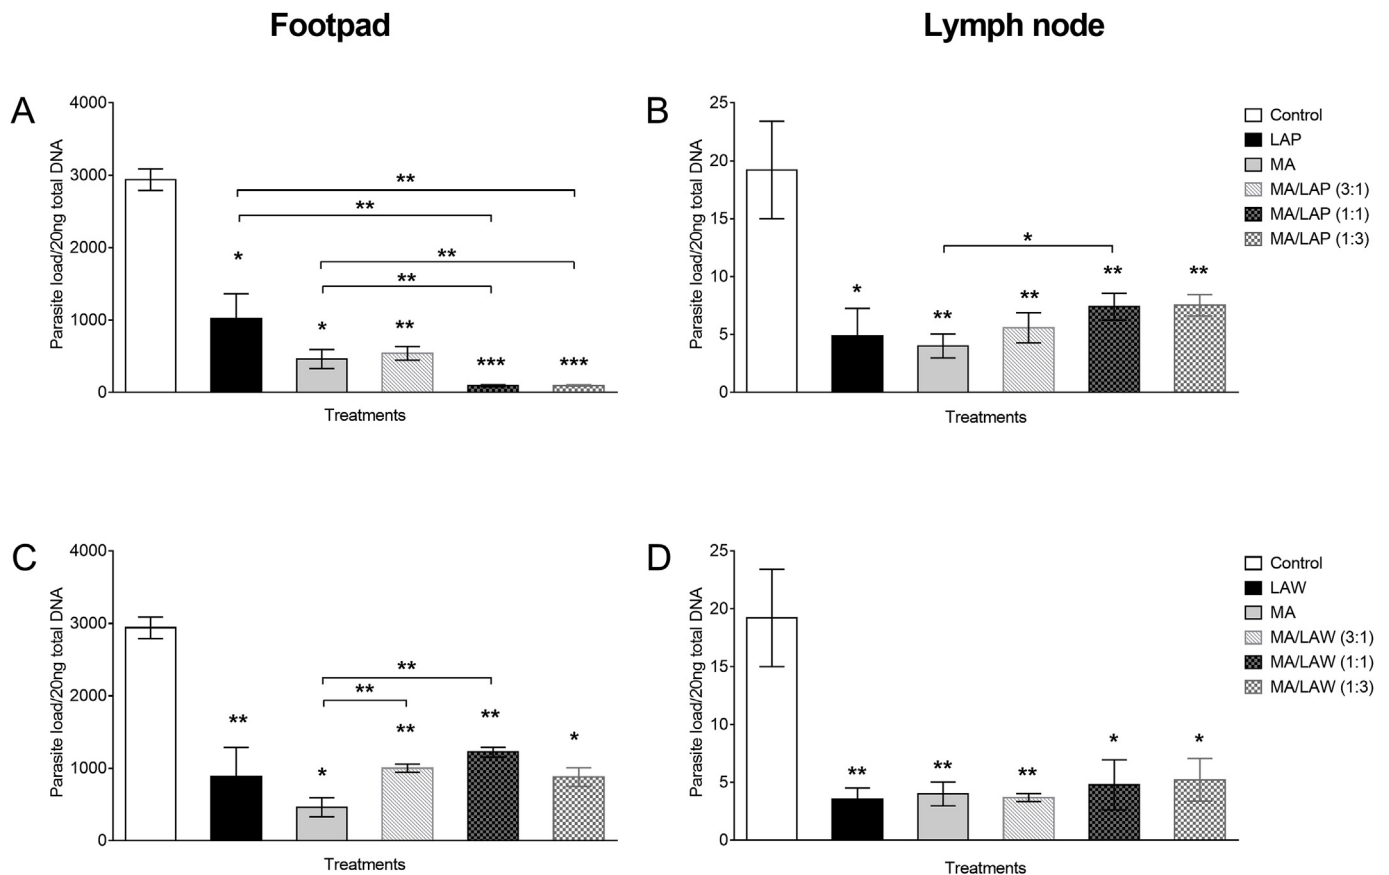 Footpad
Lymph node
A
4000
3000
2000
1000
0
Parasite load/20ng total DNA
**
**
**
**
*
*
**
***
***
Treatments
B
25
20
15
10
5
0
Parasite load/20ng total DNA
*
*
**
**
**
**
Treatments
Control
LAP
MA
MA/LAP (3:1)
MA/LAP (1:1)
MA/LAP (1:3)
C
4000
3000
2000
1000
0
Parasite load/20ng total DNA
**
**
**
*
**
**
*
Treatments
D
25
20
15
10
5
0
Parasite load/20ng total DNA
**
**
**
*
*
Treatments
Control
LAW
MA
MA/LAW (3:1)
MA/LAW (1:1)
MA/LAW (1:3)